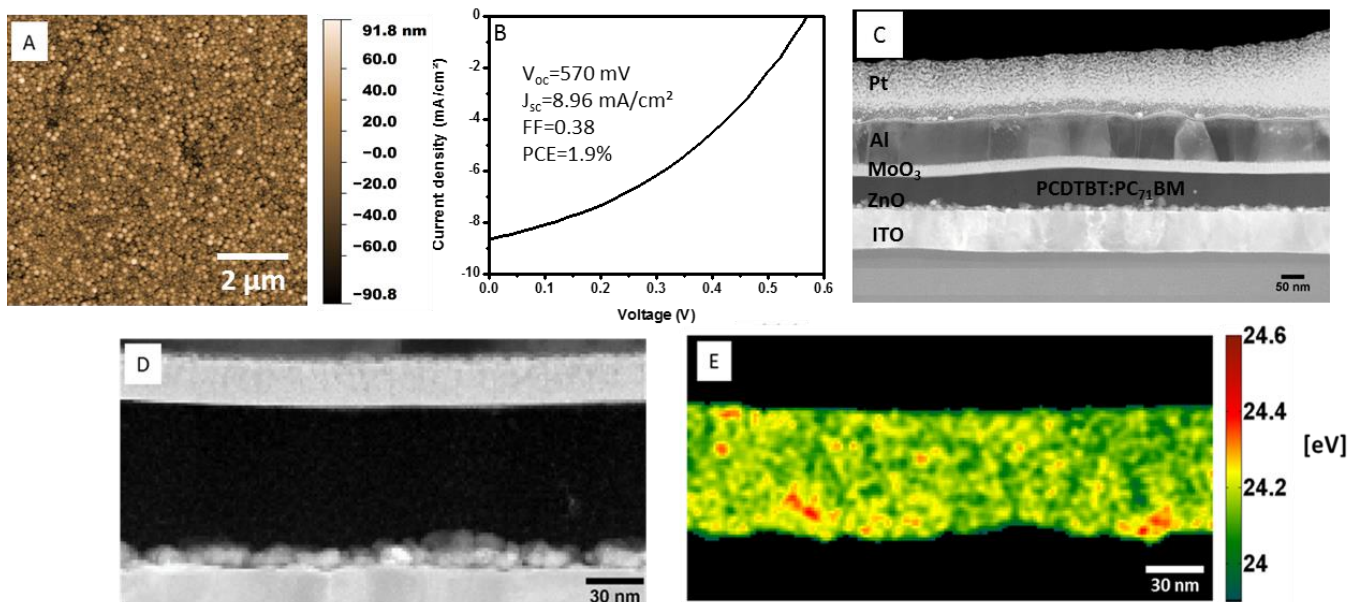 A
2 µm
91.8 nm
60.0
40.0
20.0
−0.0
−20.0
−40.0
−60.0
−90.8
B
Voc=570 mV
Jsc=8.96 mA/cm²
FF=0.38
PCE=1.9%
Current density (mA/cm²)
0
-2
-4
-6
-8
-10
0.0 0.1 0.2 0.3 0.4 0.5 0.6
Voltage (V)
C
Pt
Al
MoO3
PCDTBT:PC71BM
ZnO
ITO
50 nm
D
30 nm
E
30 nm
24.6
24.4
24.2
24
[eV]